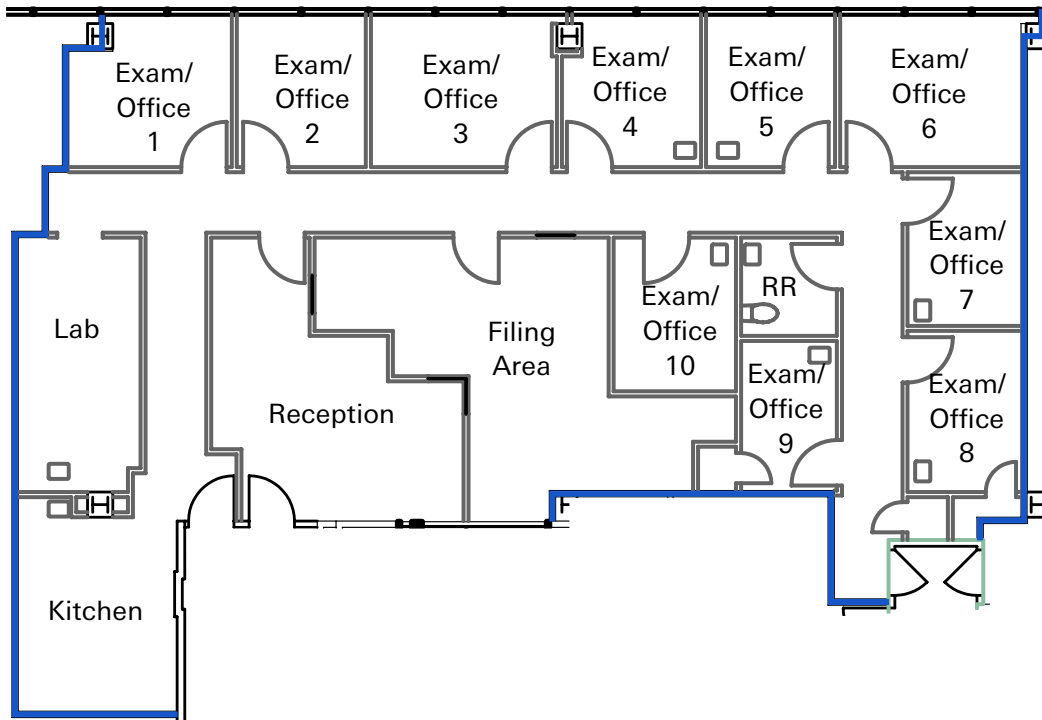 Exam/
Office
1
Exam/
Office
2
Exam/
Office
3
Exam/
Office
4
Exam/
Office
5
Exam/
Office
6
Exam/
Office
7
Lab
Reception
Filing
Area
Exam/
Office
10
RR
Exam/
Office
9
Exam/
Office
8
Kitchen